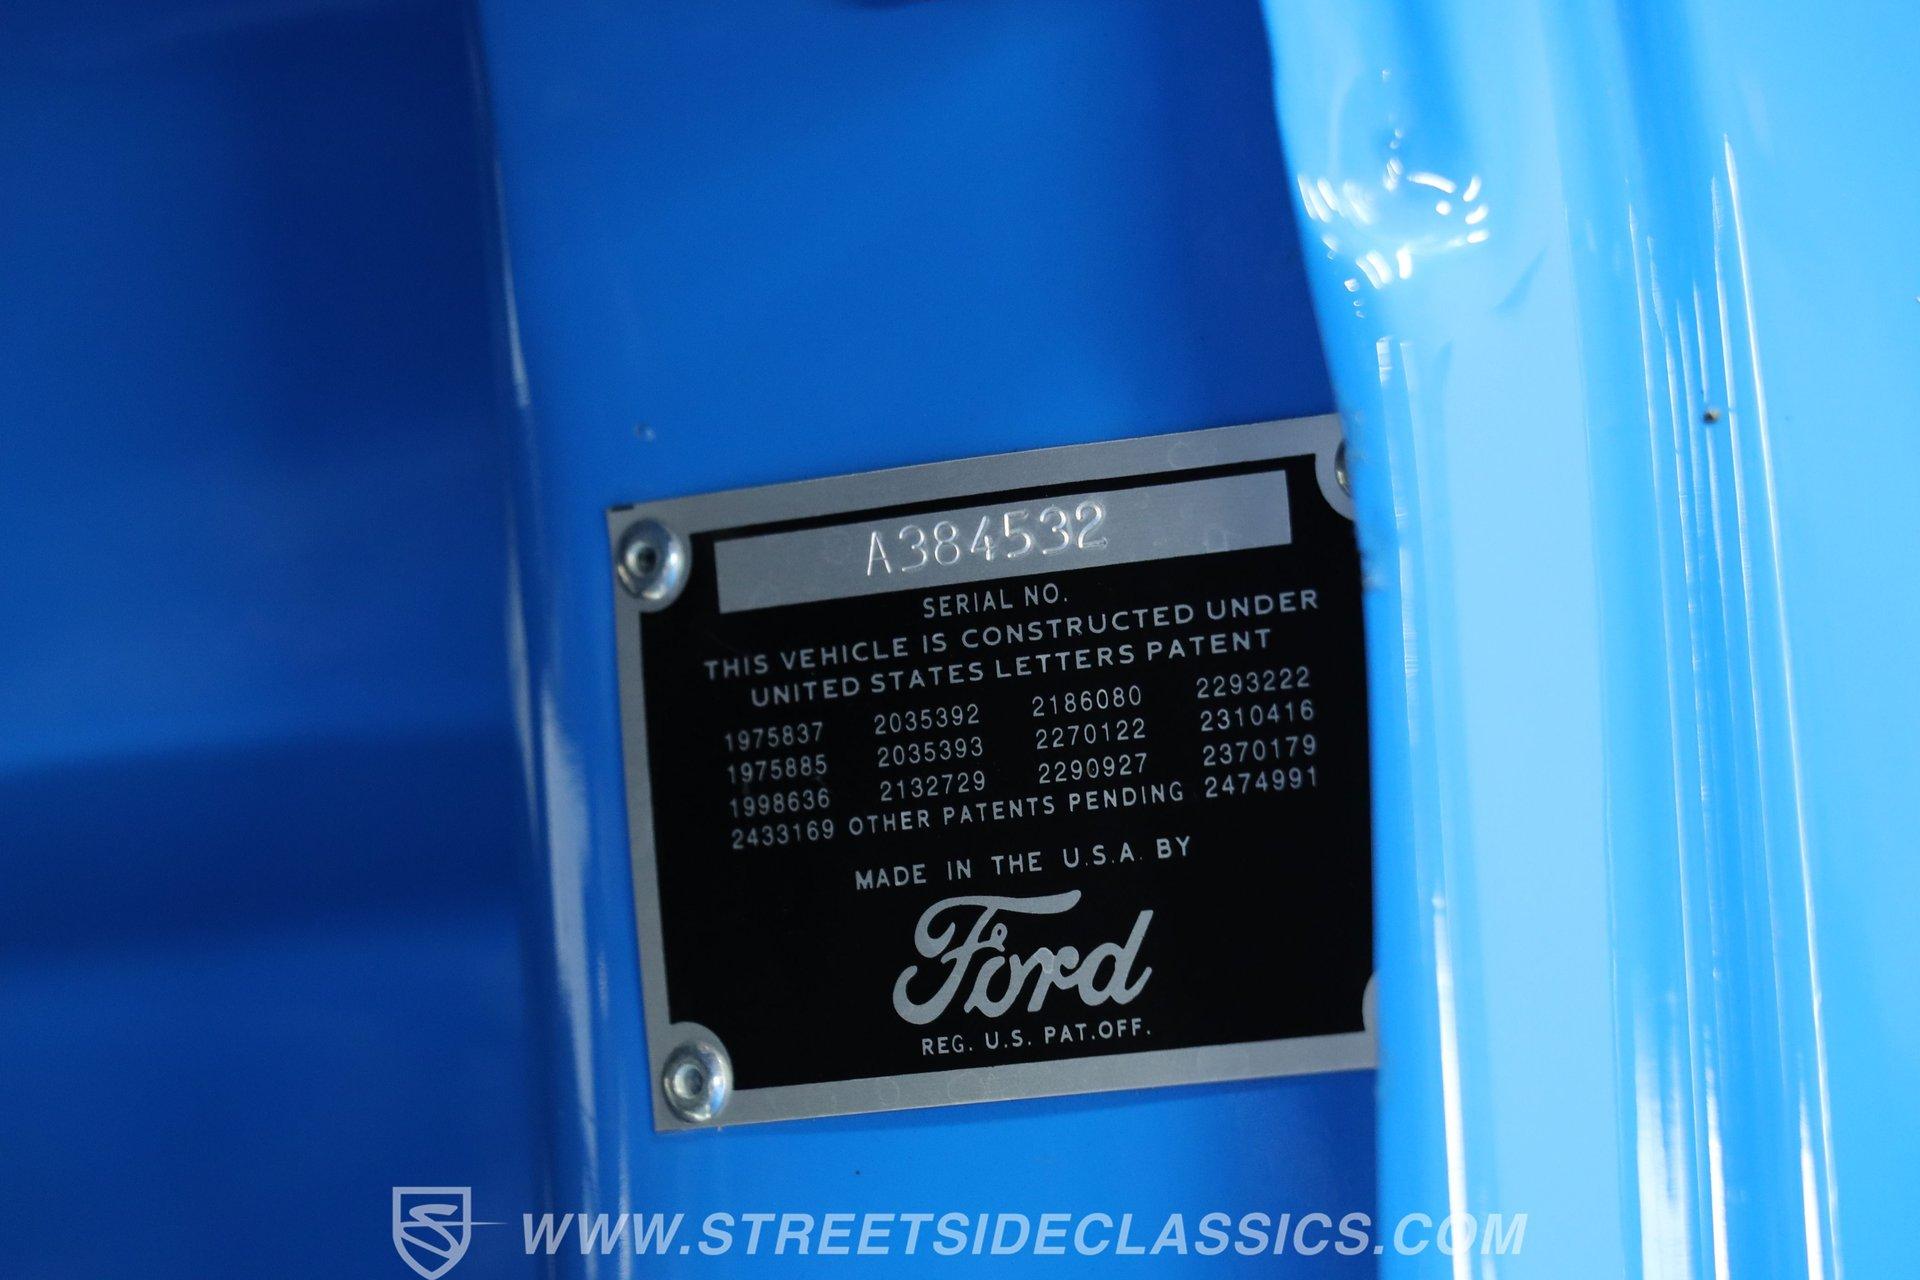 A384532
SERIAL NO.
THIS VEHICLE IS CONSTRUCTED UNDER
UNITED STATES LETTERS PATENT
1975837 2035392 2186080 2293222
1975885 2035393 2270122 2310416
1998636 2132729 2290927 2370179
2433169 OTHER PATENTS PENDING 2474991
MADE IN THE U.S.A. BY
Ford
REG. U.S. PAT. OFF.
WWW.STREETSIDECLASSICS.COM